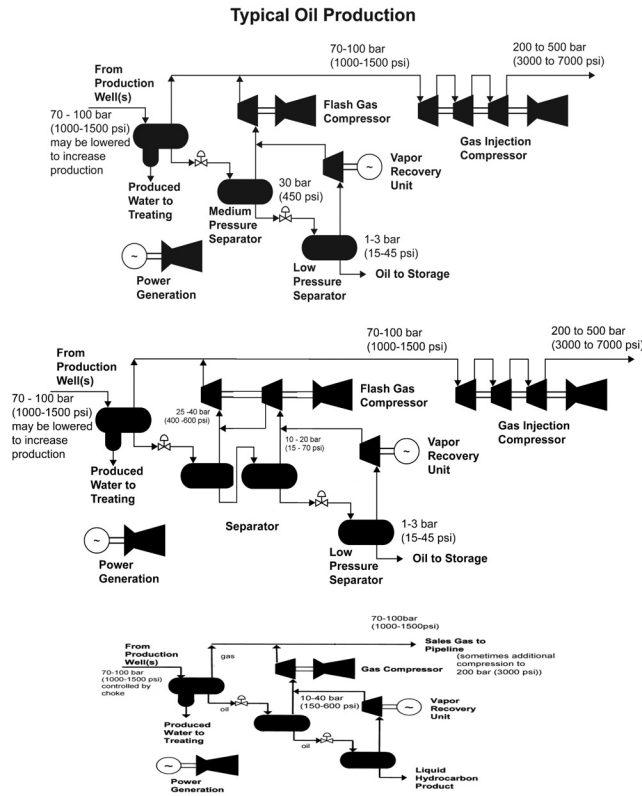 Typical Oil Production
70-100 bar
(1000-1500 psi)
200 to 500 bar
(3000 to 7000 psi)
From
Production
Well(s)
70 - 100 bar
(1000-1500 psi)
may be lowered
to increase
production
Flash Gas
Compressor
Gas Injection
Compressor
Vapor
Recovery
Unit
~
Produced
Water to
Treating
30 bar
(450 psi)
Medium
Pressure
Separator
1-3 bar
(15-45 psi)
~
Power
Generation
Low
Pressure
Separator
Oil to Storage
70-100 bar
(1000-1500 psi)
200 to 500 bar
(3000 to 7000 psi)
From
Production
Well(s)
70 - 100 bar
(1000-1500 psi)
may be lowered
to increase
production
Flash Gas
Compressor
25 -40 bar
(400 -600 psi)
Gas Injection
Compressor
10 - 20 bar
(15 - 70 psi)
Vapor
Recovery
Unit
~
Produced
Water to
Treating
Separator
1-3 bar
(15-45 psi)
~
Power
Generation
Low
Pressure
Separator
Oil to Storage
70-100bar
(1000-1500psi)
From
Production
Well(s)
70-100 bar
(1000-1500 psi)
controlled by
choke
gas
Sales Gas to
Pipeline
(sometimes additional
compression to
200 bar (3000 psi))
Gas Compressor
oil
10-40 bar
(150-600 psi)
Vapor
Recovery
Unit
~
Produced
Water to
Treating
oil
~
Power
Generation
Liquid
Hydrocarbon
Product